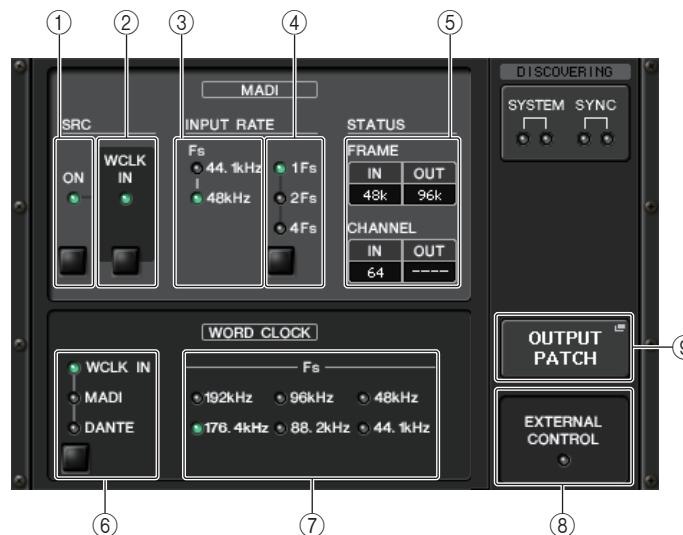 ① ② ③ ④ ⑤
DISCOVERING
MADI
SYSTEM SYNC
SRC
INPUT RATE
STATUS
ON
WCLK IN
Fs
44.1kHz
48kHz
1Fs
2Fs
4Fs
FRAME
IN OUT
48k 96k
CHANNEL
IN OUT
64 ----
WORD CLOCK
WCLK IN
MADI
DANTE
Fs
192kHz 96kHz 48kHz
176.4kHz 88.2kHz 44.1kHz
OUTPUT
PATCH
⑨
EXTERNAL
CONTROL
⑥ ⑦ ⑧